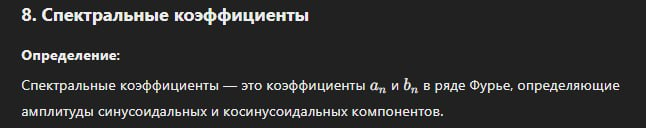 8. Спектральные коэффициенты
Определение:
Спектральные коэффициенты — это коэффициенты aₙ и bₙ в ряде Фурье, определяющие
амплитуды синусоидальных и косинусоидальных компонентов.